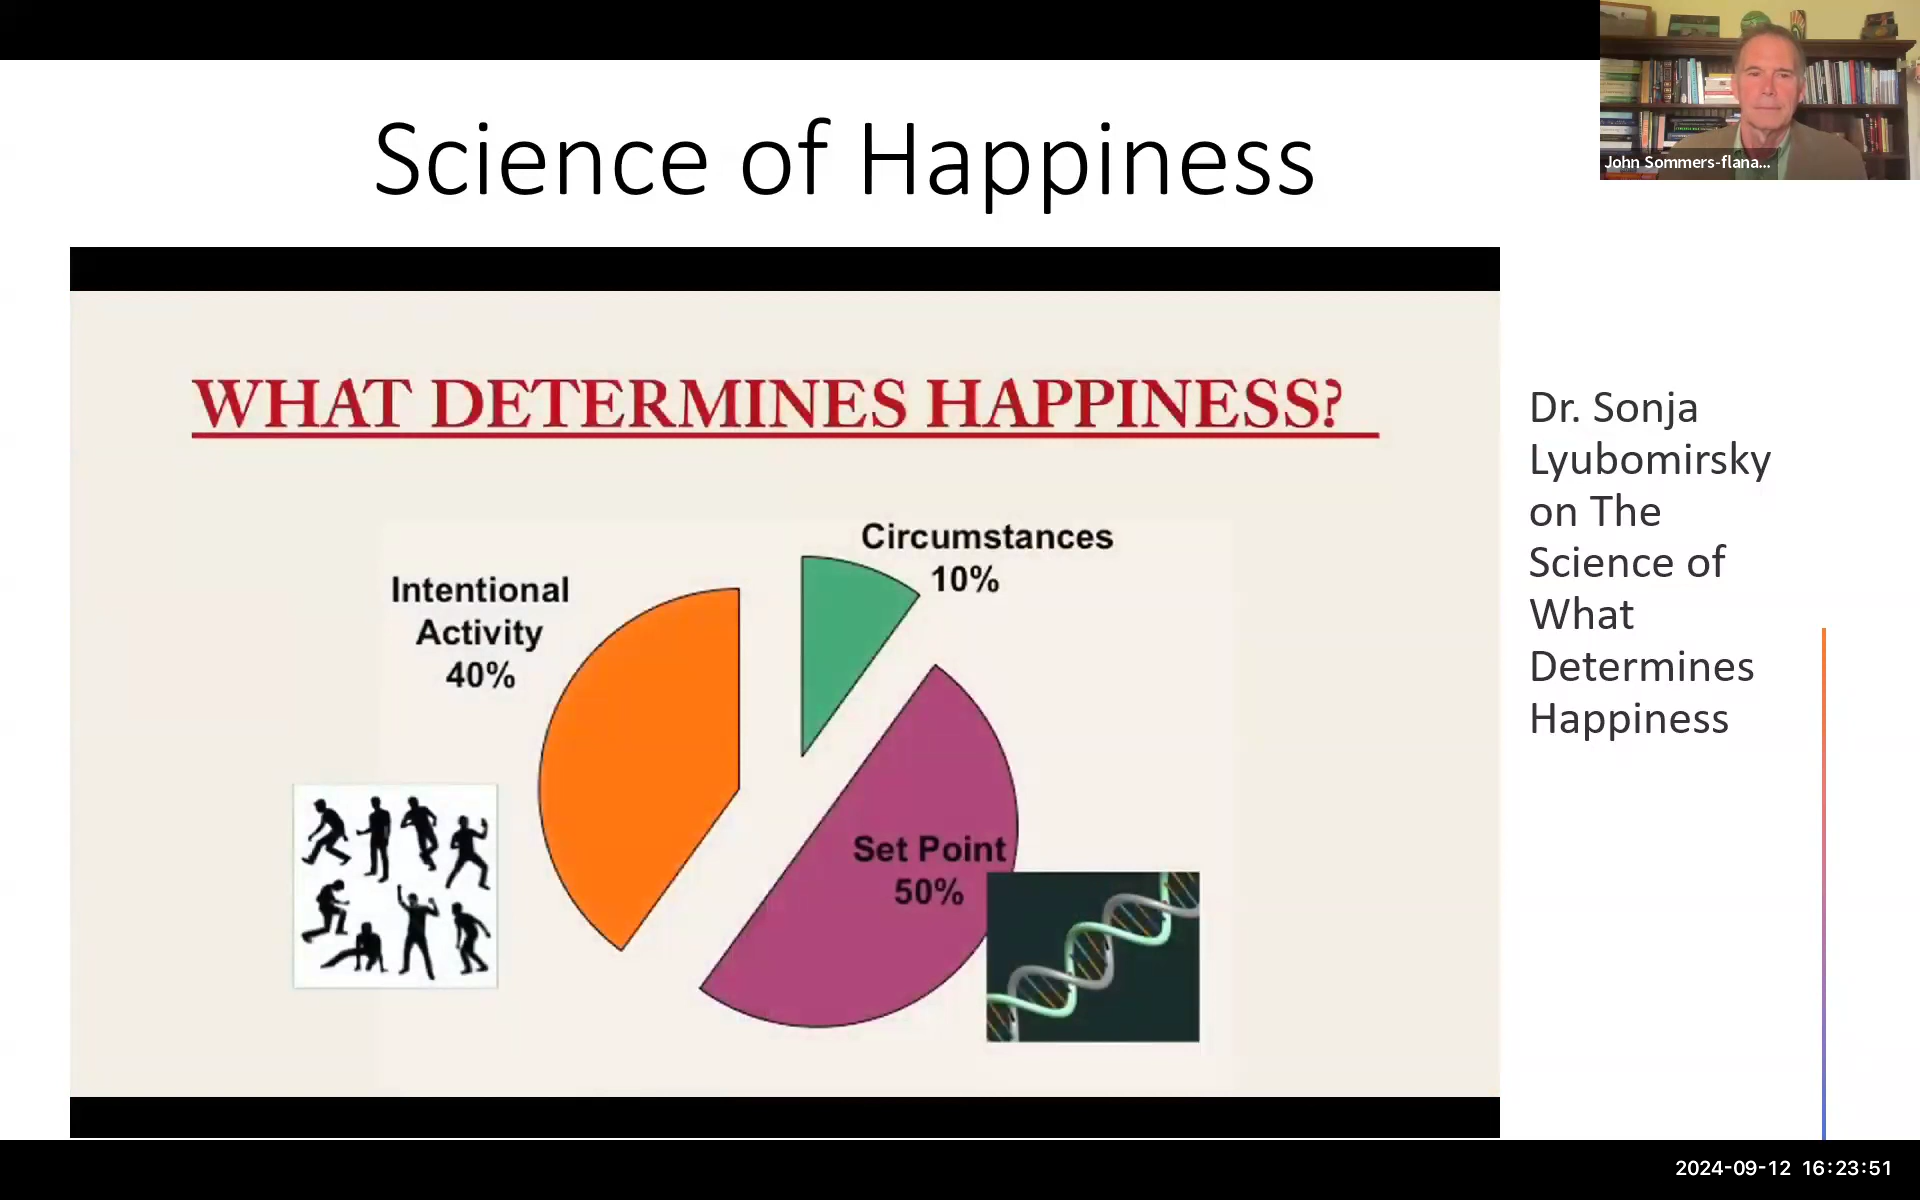 Science of Happiness
John Sommers-flana...
WHAT DETERMINES HAPPINESS?
Circumstances
10%
Intentional
Activity
40%
Set Point
50%
Dr. Sonja
Lyubomirsky
on The
Science of
What
Determines
Happiness
2024-09-12 16:23:51